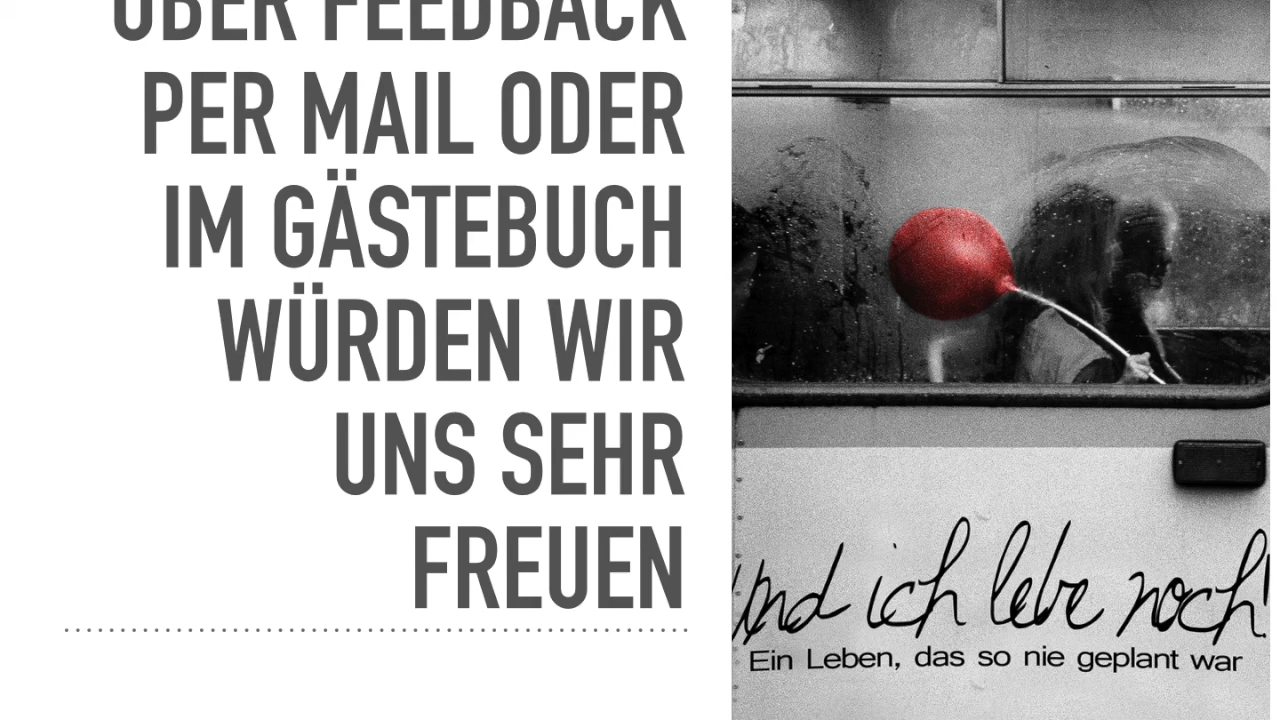 ÜBER FEEDBACK
PER MAIL ODER
IM GÄSTEBUCH
WÜRDEN WIR
UNS SEHR
FREUEN
und ich lebe noch!
Ein Leben, das so nie geplant war